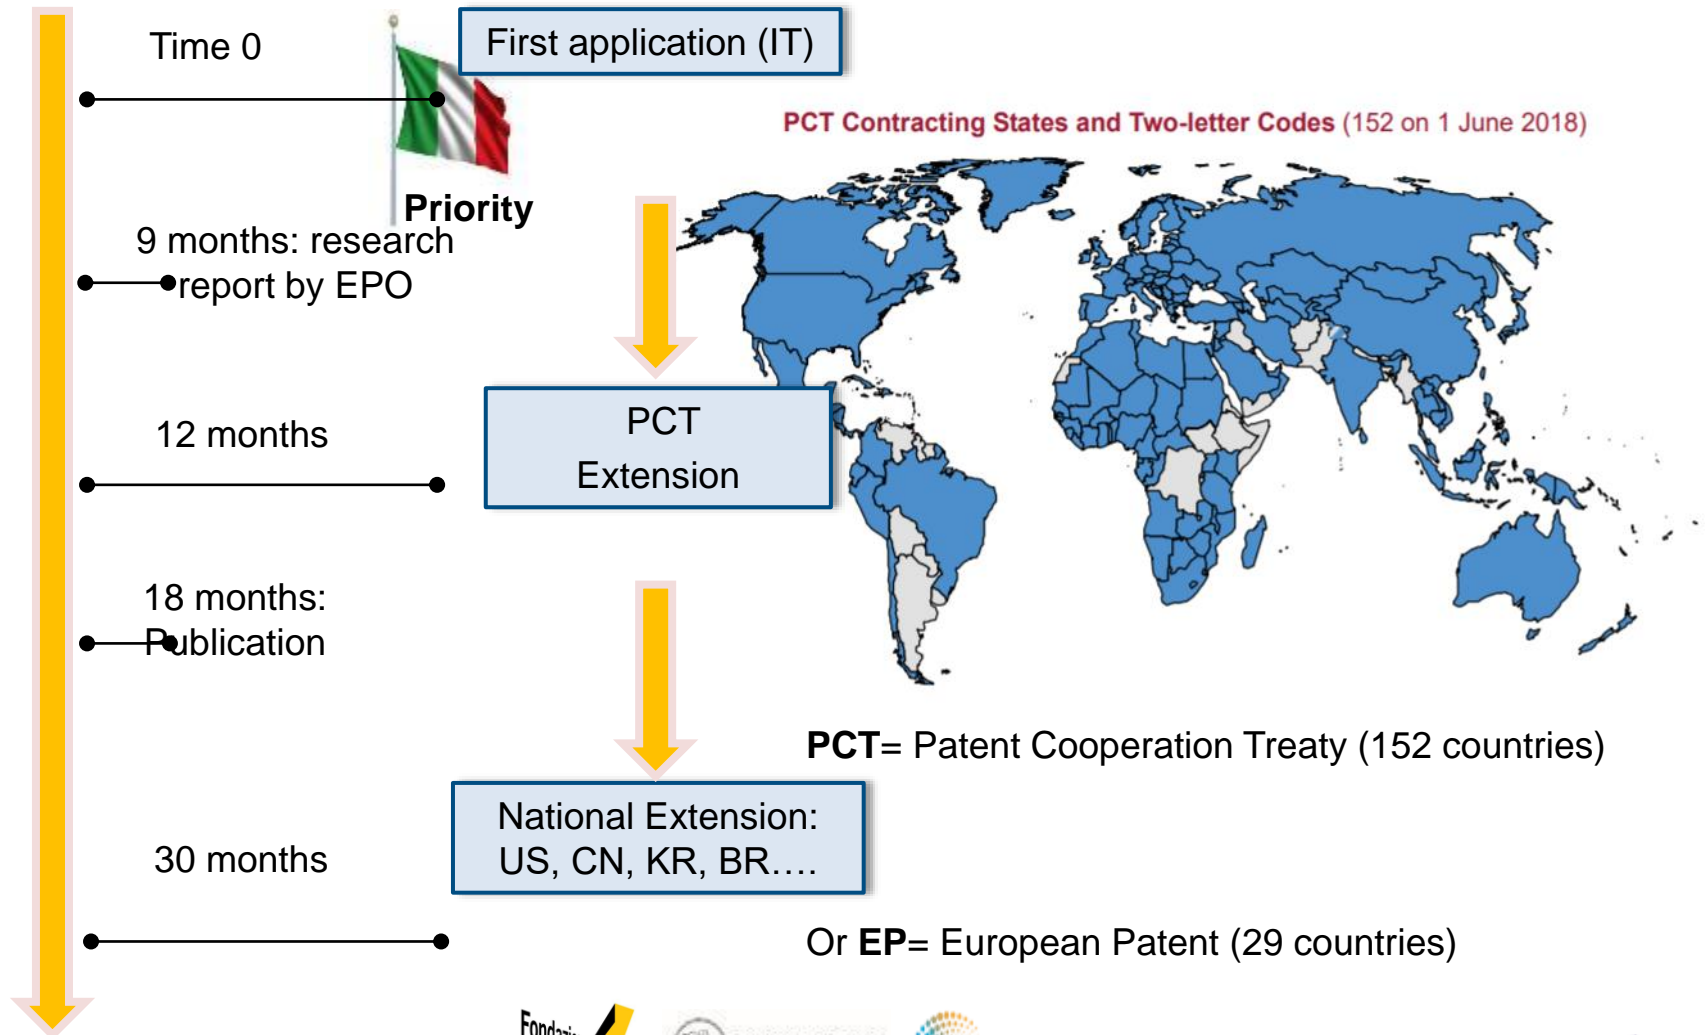 Time 0
First application (IT)
PCT Contracting States and Two-letter Codes (152 on 1 June 2018)
Priority
9 months: research
report by EPO
12 months
PCT
Extension
18 months:
Publication
PCT= Patent Cooperation Treaty (152 countries)
National Extension:
US, CN, KR, BR....
30 months
Or EP= European Patent (29 countries)